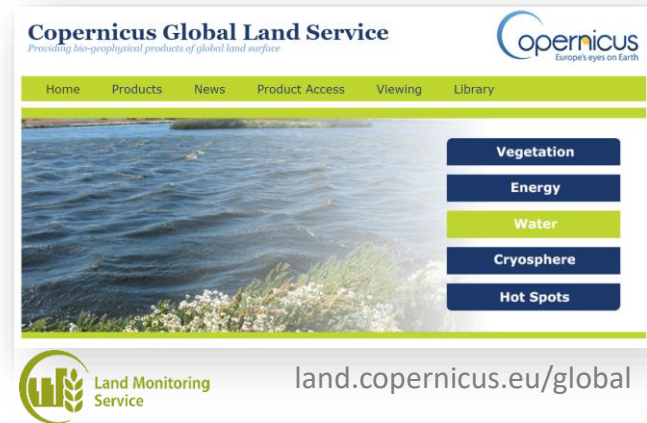 Copernicus Global Land Service
Providing bio-geophysical products of global land surface
opernicus
Europe's eyes on Earth
Home Products News Product Access Viewing Library
Vegetation
Energy
Water
Cryosphere
Hot Spots
Land Monitoring
Service
land.copernicus.eu/global